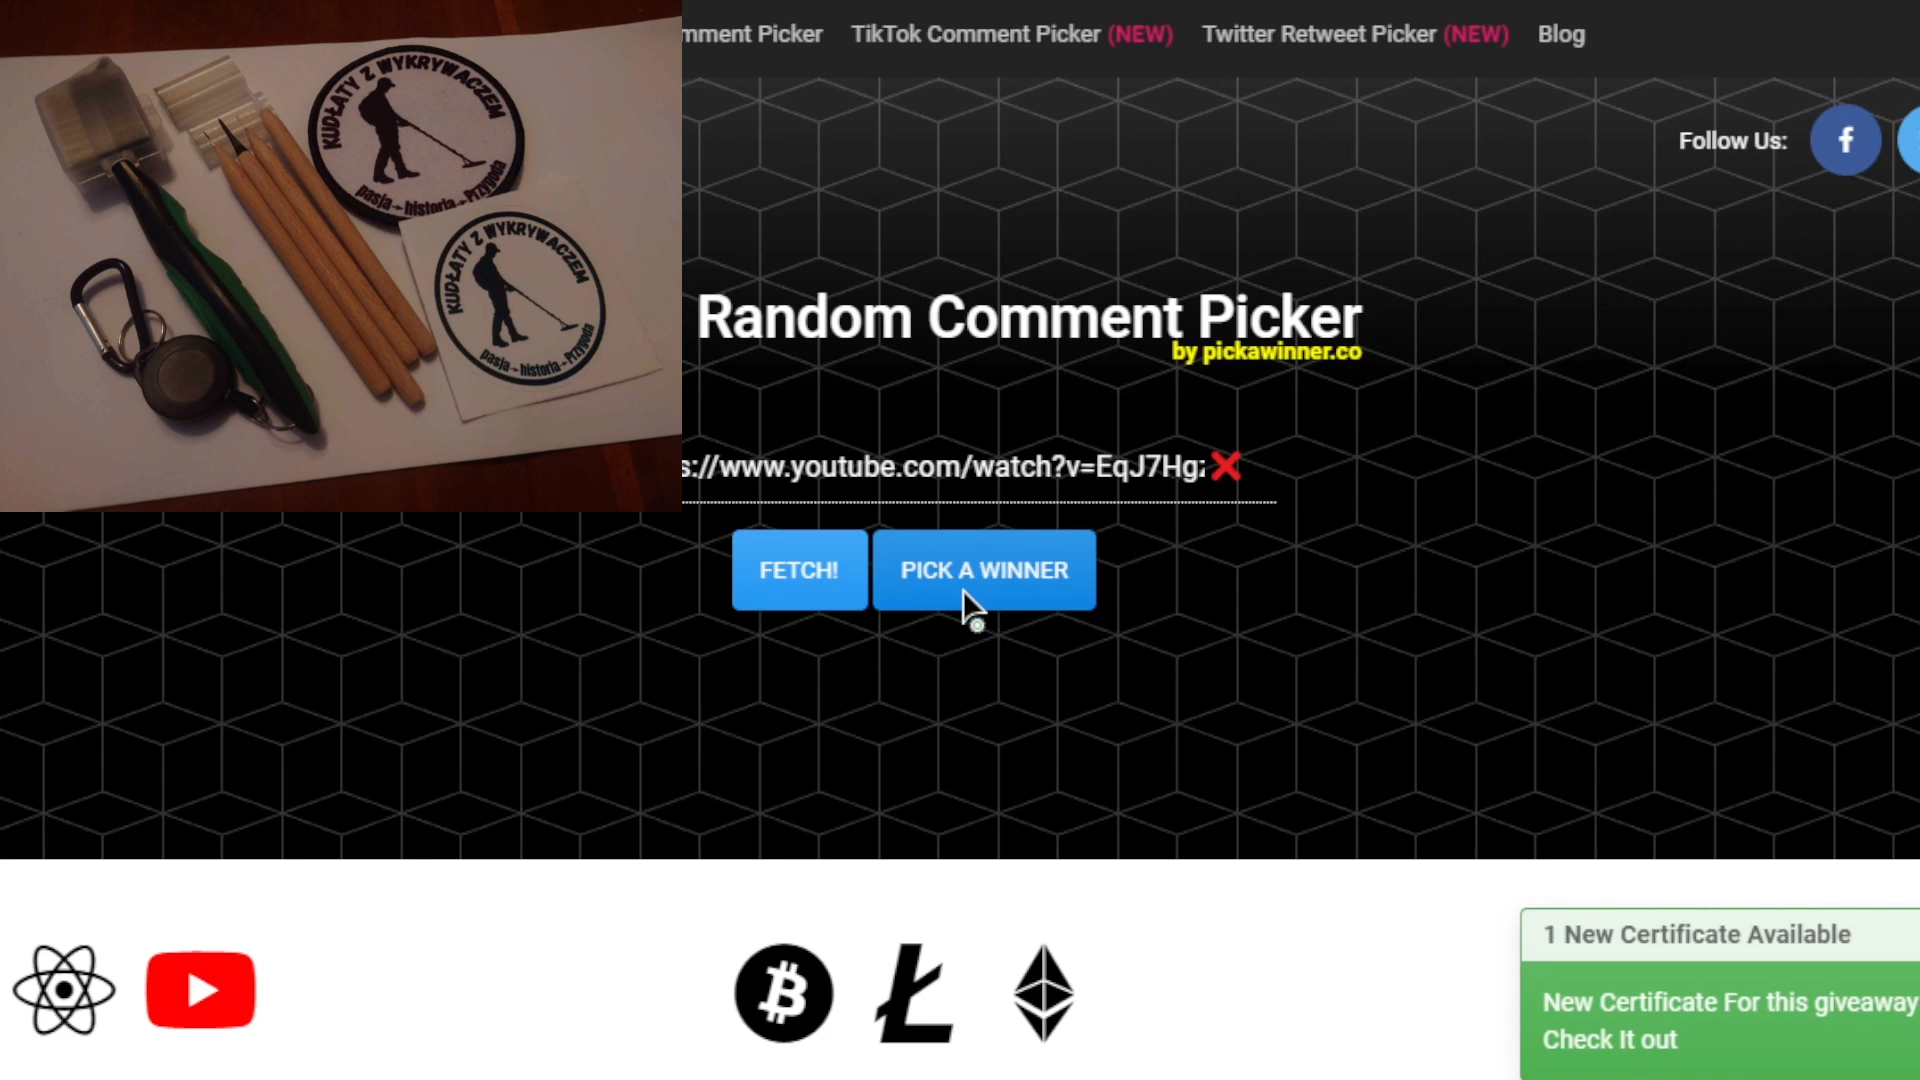 KUDŁATY Z WYKRYWACZEM
pasja - historia - Przygoda
KUDŁATY Z WYKRYWACZEM
pasja - historia - Przygoda
mment Picker TikTok Comment Picker (NEW) Twitter Retweet Picker (NEW) Blog
Follow Us:
Random Comment Picker
by pickawinner.co
s://www.youtube.com/watch?v=EqJ7Hg
FETCH! PICK A WINNER
1 New Certificate Available
New Certificate For this giveaway
Check It out